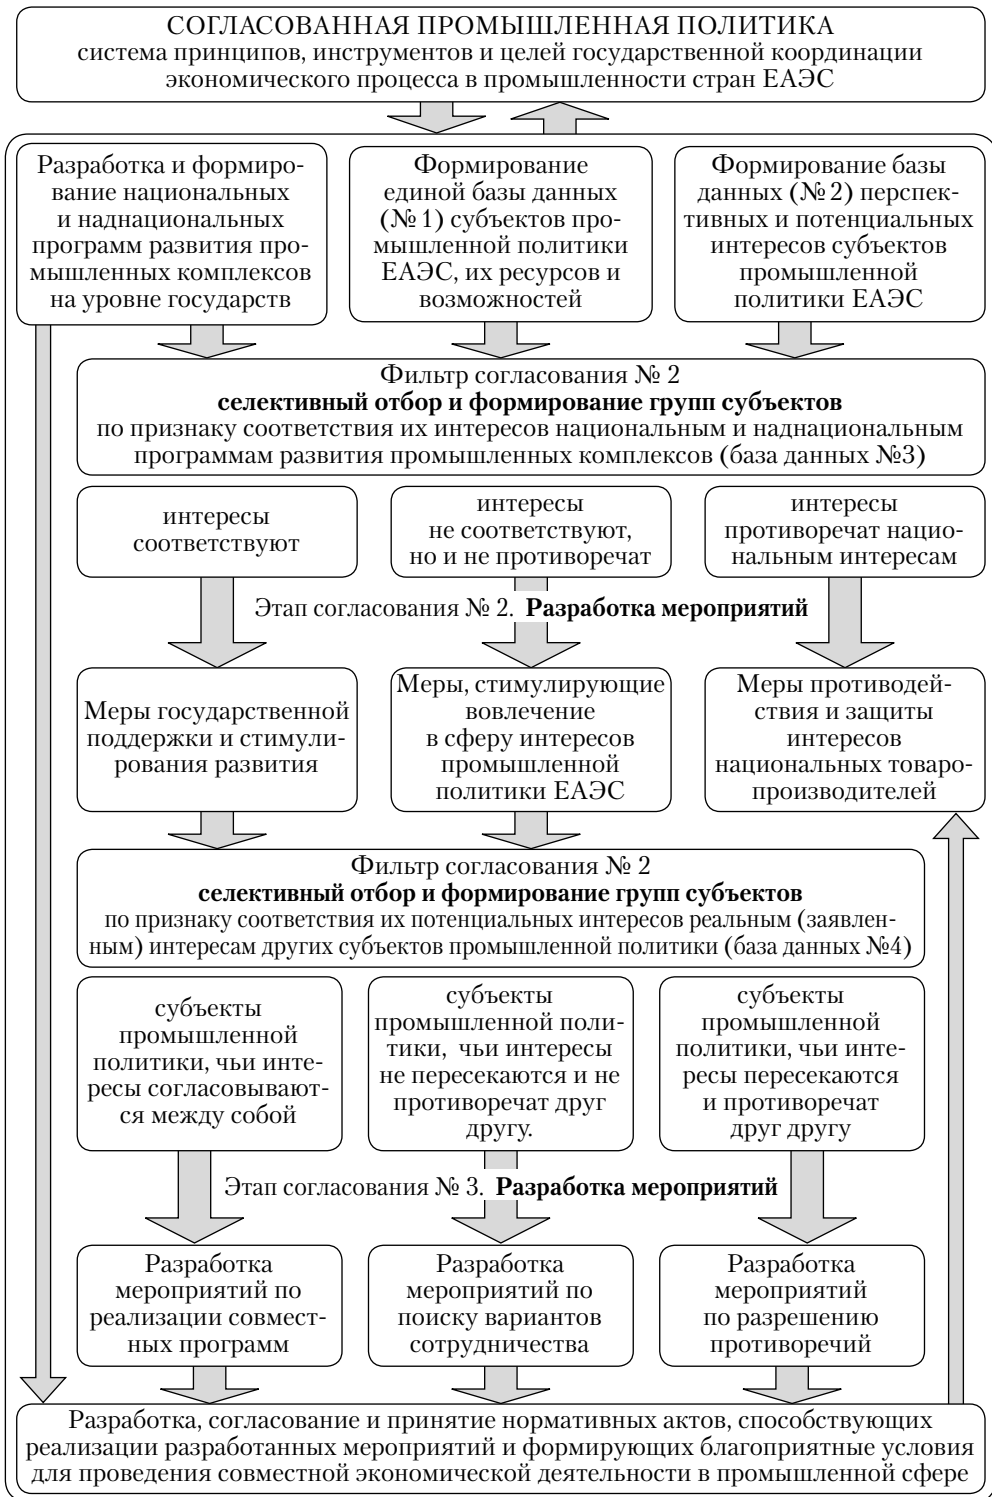 СОГЛАСОВАННАЯ ПРОМЫШЛЕННАЯ ПОЛИТИКА
система принципов, инструментов и целей государственной координации
экономического процесса в промышленности стран ЕАЭС
Разработка и формиро-
вание национальных
и наднациональных
программ развития про-
мышленных комплексов
на уровне государств
Формирование
единой базы данных
(№ 1) субъектов про-
мышленной политики
ЕАЭС, их ресурсов и
возможностей
Формирование базы
данных (№ 2) перспек-
тивных и потенциальных
интересов субъектов
промышленной
политики ЕАЭС
Фильтр согласования № 2
селективный отбор и формирование групп субъектов
по признаку соответствия их интересов национальным и наднациональным
программам развития промышленных комплексов (база данных №3)
интересы
соответствуют
интересы
не соответствуют,
но и не противоречат
интересы
противоречат нацио-
нальным интересам
Этап согласования № 2. Разработка мероприятий
Меры государственной
поддержки и стимули-
рования развития
Меры, стимулирующие
вовлечение
в сферу интересов
промышленной
политики ЕАЭС
Меры противодей-
ствия и защиты
интересов
национальных товаро-
производителей
Фильтр согласования № 2
селективный отбор и формирование групп субъектов
по признаку соответствия их потенциальных интересов реальным (заявлен-
ным) интересам других субъектов промышленной политики (база данных №4)
субъекты
промышленной
политики, чьи инте-
ресы согласовывают-
ся между собой
субъекты
промышленной поли-
тики, чьи интересы
не пересекаются и не
противоречат друг
другу.
субъекты
промышленной
политики, чьи инте-
ресы пересекаются
и противоречат
друг другу
Этап согласования № 3. Разработка мероприятий
Разработка
мероприятий по
реализации совмест-
ных программ
Разработка
мероприятий по
поиску вариантов
сотрудничества
Разработка
мероприятий
по разрешению
противоречий
Разработка, согласование и принятие нормативных актов, способствующих
реализации разработанных мероприятий и формирующих благоприятные условия
для проведения совместной экономической деятельности в промышленной сфере